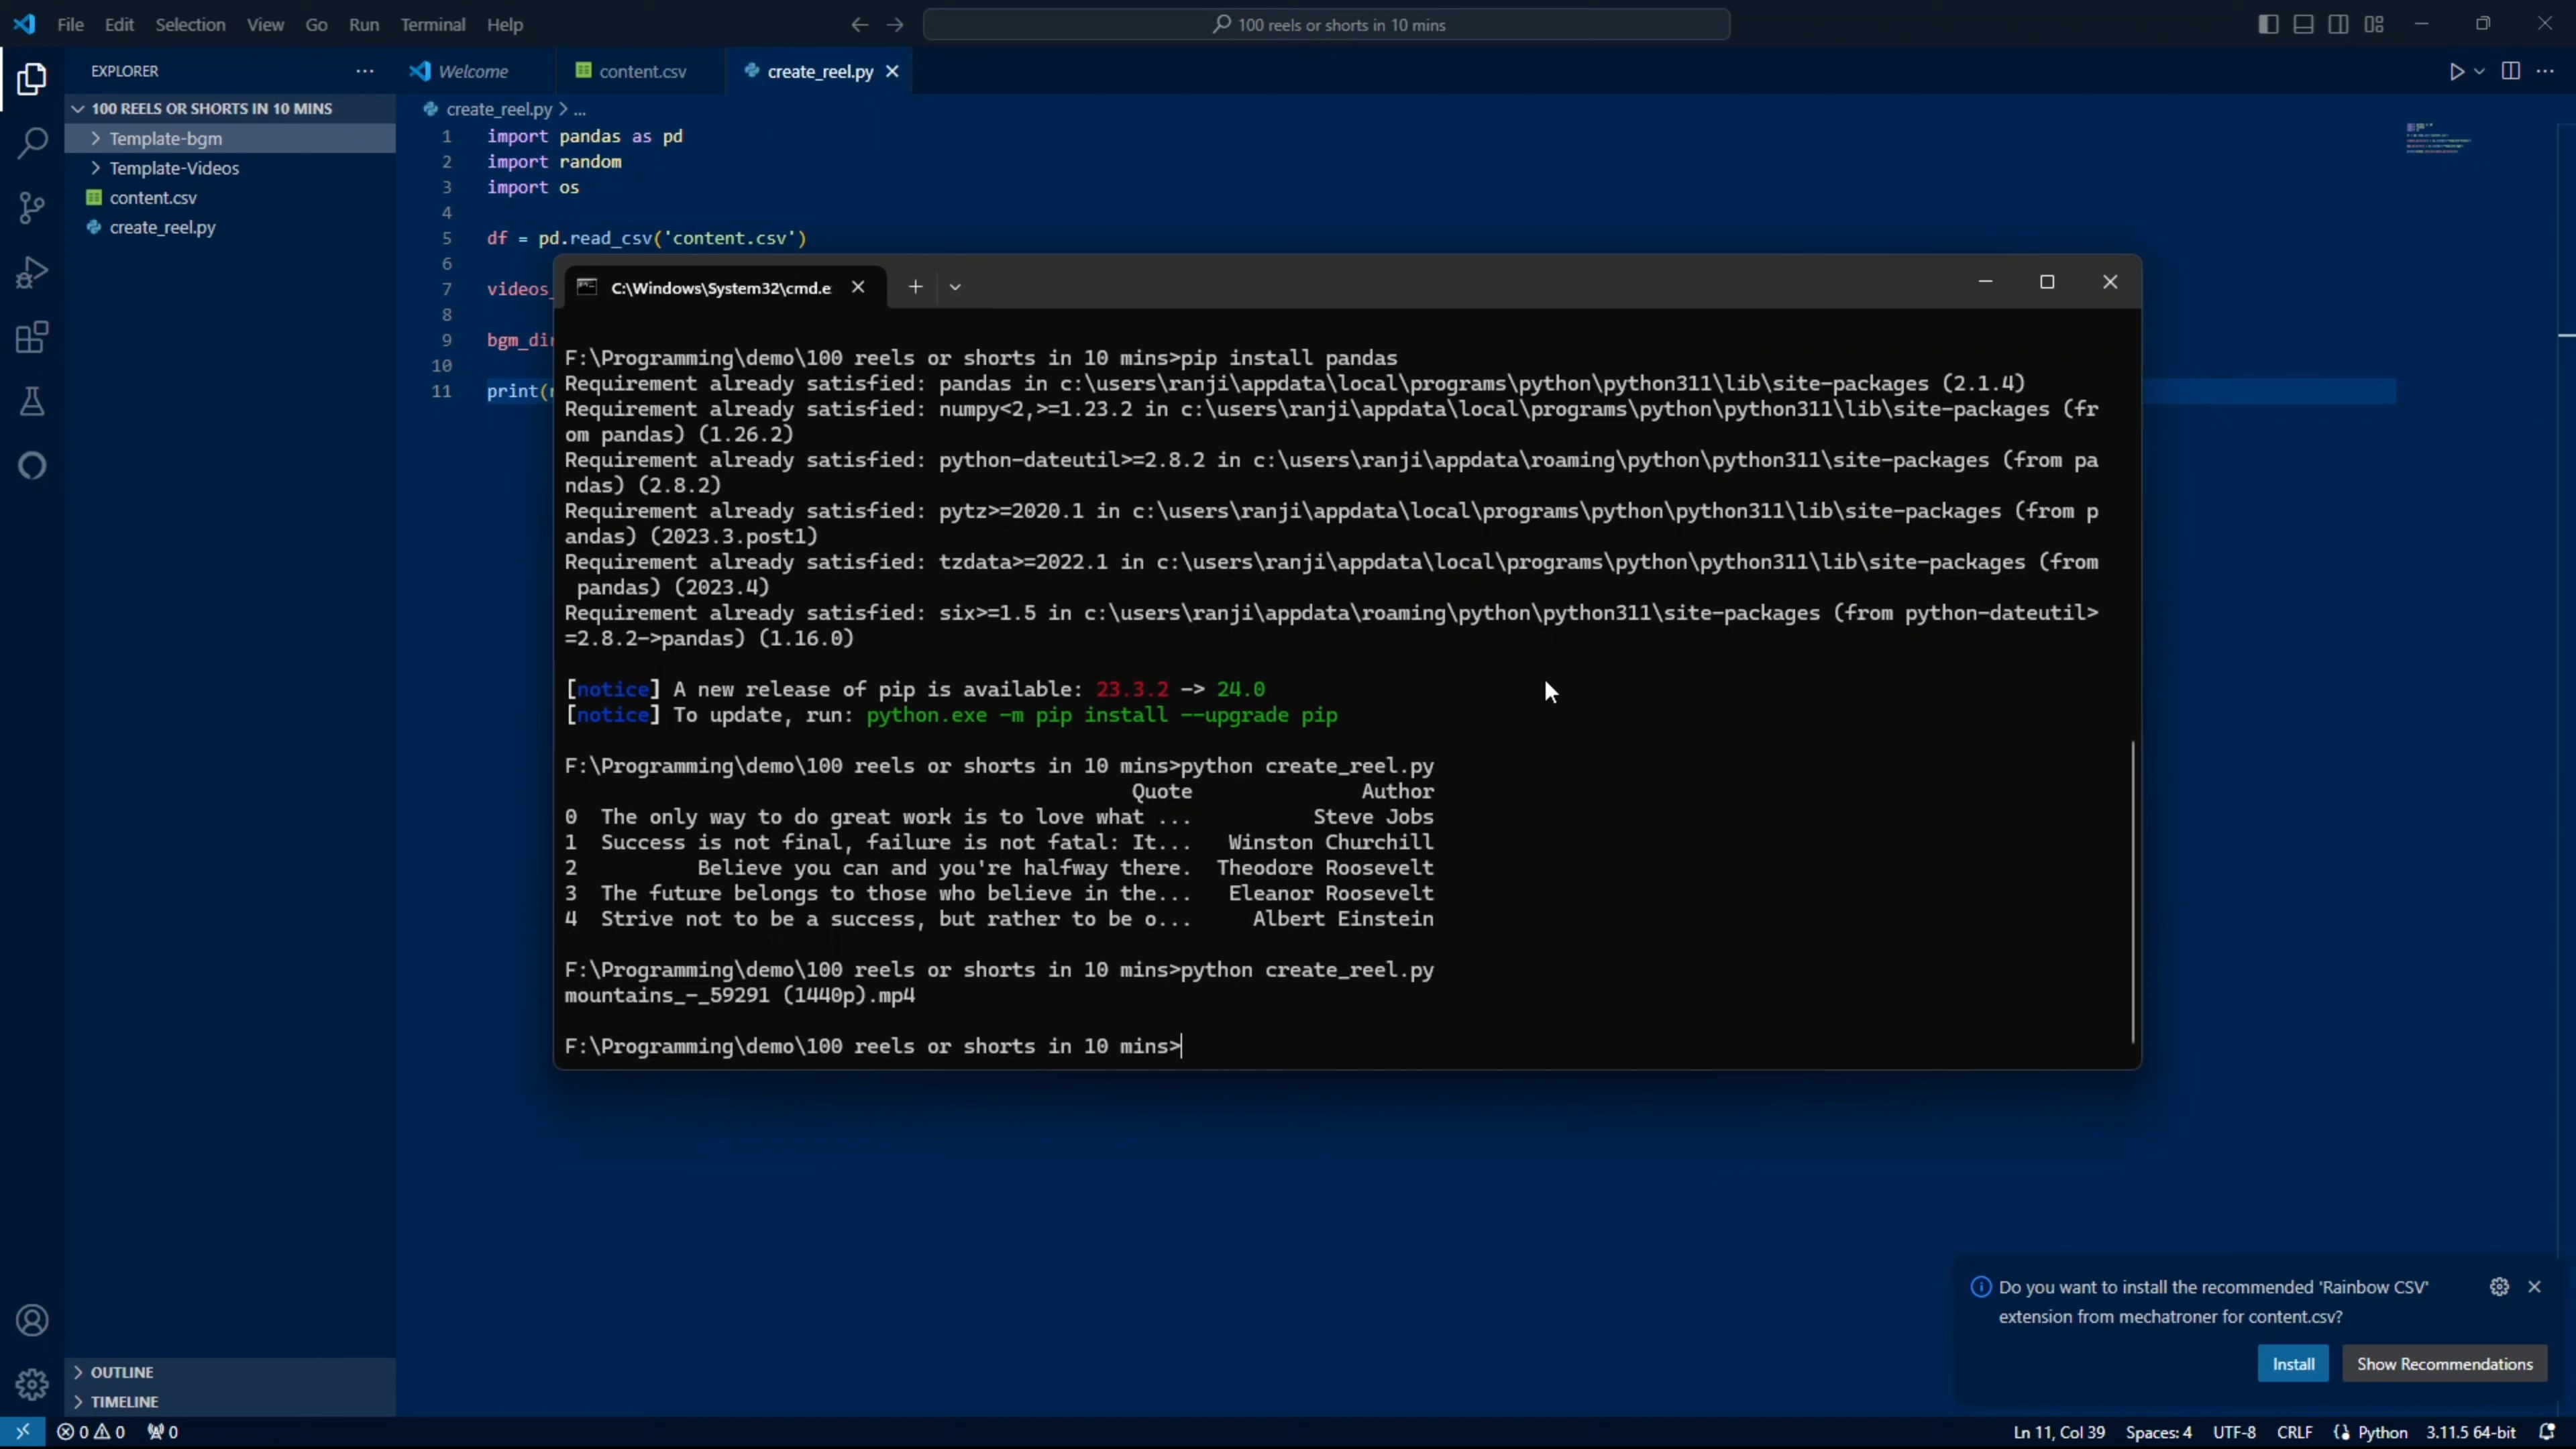 File Edit Selection View Go Run Terminal Help
100 reels or shorts in 10 mins
EXPLORER
Welcome content.csv create_reel.py
100 REELS OR SHORTS IN 10 MINS
Template-bgm
Template-Videos
content.csv
create_reel.py
create_reel.py > ...
1 import pandas as pd
2 import random
3 import os
4
5 df = pd.read_csv('content.csv')
6
7 videos_
8
9 bgm_dir
10
11 print(
C:\Windows\System32\cmd.e
F:\Programming\demo\100 reels or shorts in 10 mins>pip install pandas
Requirement already satisfied: pandas in c:\users\ranji\appdata\local\programs\python\python311\lib\site-packages (2.1.4)
Requirement already satisfied: numpy<2,>=1.23.2 in c:\users\ranji\appdata\local\programs\python\python311\lib\site-packages (fr
om pandas) (1.26.2)
Requirement already satisfied: python-dateutil>=2.8.2 in c:\users\ranji\appdata\roaming\python\python311\site-packages (from pa
ndas) (2.8.2)
Requirement already satisfied: pytz>=2020.1 in c:\users\ranji\appdata\local\programs\python\python311\lib\site-packages (from p
andas) (2023.3.post1)
Requirement already satisfied: tzdata>=2022.1 in c:\users\ranji\appdata\local\programs\python\python311\lib\site-packages (from
pandas) (2023.4)
Requirement already satisfied: six>=1.5 in c:\users\ranji\appdata\roaming\python\python311\site-packages (from python-dateutil>
=2.8.2->pandas) (1.16.0)
[notice] A new release of pip is available: 23.3.2 -> 24.0
[notice] To update, run: python.exe -m pip install --upgrade pip
F:\Programming\demo\100 reels or shorts in 10 mins>python create_reel.py
Quote Author
0 The only way to do great work is to love what ... Steve Jobs
1 Success is not final, failure is not fatal: It... Winston Churchill
2 Believe you can and you're halfway there. Theodore Roosevelt
3 The future belongs to those who believe in the... Eleanor Roosevelt
4 Strive not to be a success, but rather to be o... Albert Einstein
F:\Programming\demo\100 reels or shorts in 10 mins>python create_reel.py
mountains_-_59291 (1440p).mp4
F:\Programming\demo\100 reels or shorts in 10 mins>
Do you want to install the recommended 'Rainbow CSV'
extension from mechatroner for content.csv?
Install Show Recommendations
OUTLINE
TIMELINE
0 0 0 Ln 11, Col 39 Spaces: 4 UTF-8 CRLF Python 3.11.5 64-bit